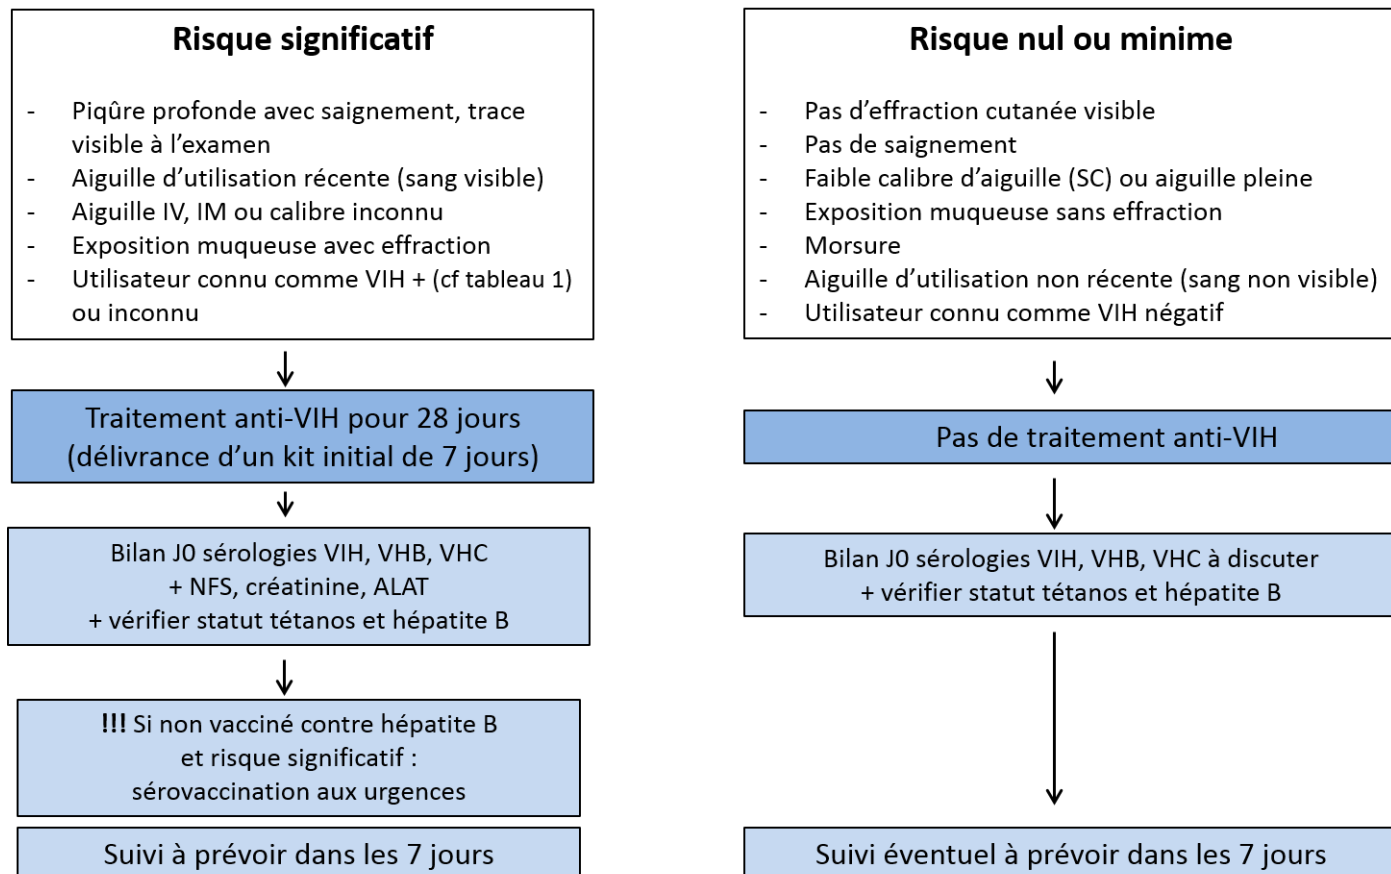 Risque significatif
- Piqûre profonde avec saignement, trace
visible à l'examen
- Aiguille d'utilisation récente (sang visible)
- Aiguille IV, IM ou calibre inconnu
- Exposition muqueuse avec effraction
- Utilisateur connu comme VIH + (cf tableau 1)
ou inconnu
Traitement anti-VIH pour 28 jours
(délivrance d'un kit initial de 7 jours)
Bilan J0 sérologies VIH, VHB, VHC
+ NFS, créatinine, ALAT
+ vérifier statut tétanos et hépatite B
!!! Si non vacciné contre hépatite B
et risque significatif :
sérovaccination aux urgences
Suivi à prévoir dans les 7 jours
Risque nul ou minime
- Pas d'effraction cutanée visible
- Pas de saignement
- Faible calibre d'aiguille (SC) ou aiguille pleine
- Exposition muqueuse sans effraction
- Morsure
- Aiguille d'utilisation non récente (sang non visible)
- Utilisateur connu comme VIH négatif
Pas de traitement anti-VIH
Bilan J0 sérologies VIH, VHB, VHC à discuter
+ vérifier statut tétanos et hépatite B
Suivi éventuel à prévoir dans les 7 jours